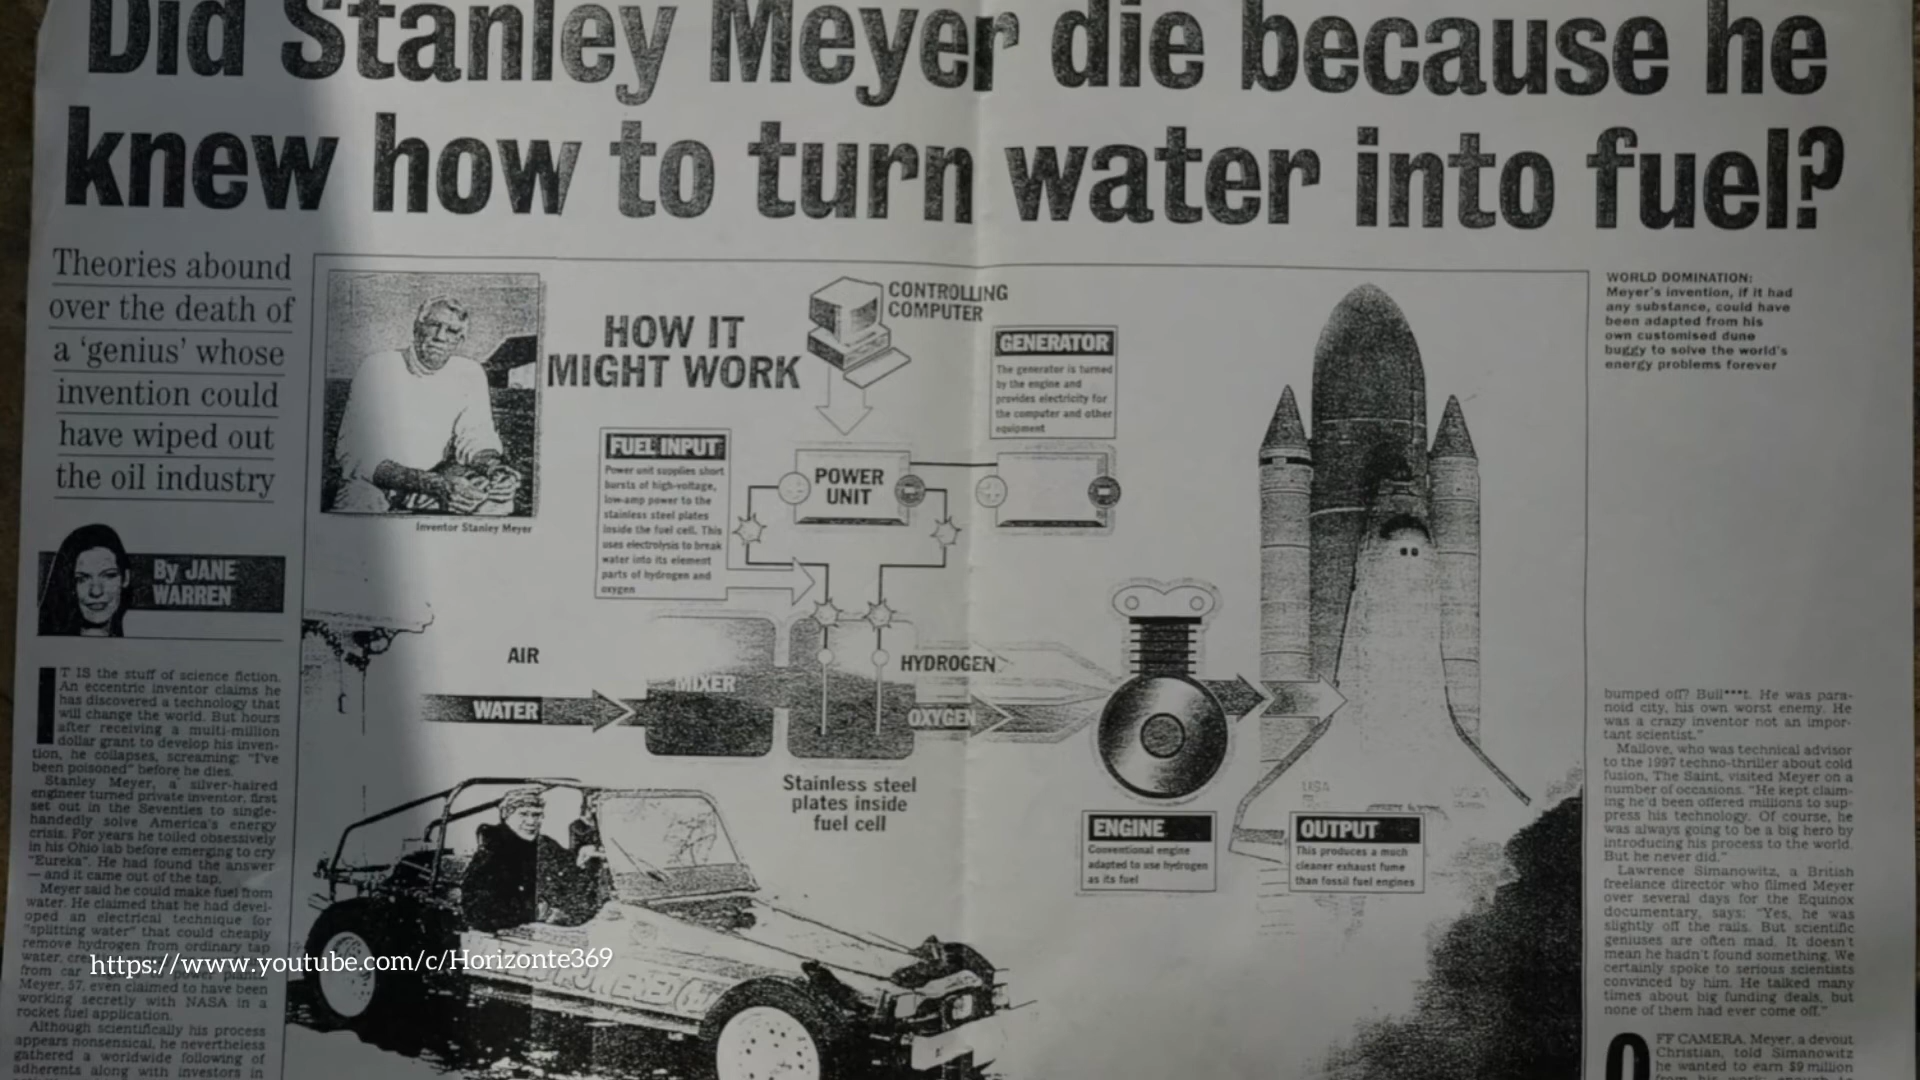 Did Stanley Meyer die because he
knew how to turn water into fuel?
Theories abound
over the death of
a ‘genius’ whose
invention could
have wiped out
the oil industry
By JANE
WARREN
IT IS the stuff of science fiction.
An eccentric inventor claims he
has discovered a technology that
will change the world. But hours
after receiving a multi-million
dollar grant to develop his inven-
tion, he collapses, screaming: “I’ve
been poisoned” before he dies.
Stanley Meyer, a silver-haired
engineer turned private inventor, first
set out in the Seventies to single-
handedly solve America’s energy
crisis. For years he toiled obsessively
in his Ohio lab before emerging to cry
“Eureka”. He had found the answer
— and it came out of the tap.
Meyer said he could make fuel from
water. He claimed that he had devel-
oped an electrical technique for
“splitting water” that could cheaply
remove hydrogen from ordinary tap
water,
from car
Meyer, 57, even claimed to have been
working secretly with NASA in a
rocket fuel application.
Although scientifically his process
appears nonsensical, he nevertheless
gathered a worldwide following of
adherents along with investors in
Inventor Stanley Meyer
HOW IT
MIGHT WORK
CONTROLLING
COMPUTER
GENERATOR
The generator is turned
by the engine and
provides electricity for
the computer and other
equipment
FUEL INPUT
Power unit supplies short
bursts of high-voltage,
low-amp power to the
stainless steel plates
inside the fuel cell. This
uses electrolysis to break
water into its element
parts of hydrogen and
oxygen
POWER
UNIT
AIR
WATER
MIXER
HYDROGEN
OXYGEN
Stainless steel
plates inside
fuel cell
ENGINE
Conventional engine
adapted to use hydrogen
as its fuel
OUTPUT
This produces a much
cleaner exhaust fume
than fossil fuel engines
USA
WORLD DOMINATION:
Meyer’s invention, if it had
any substance, could have
been adapted from his
own customised dune
buggy to solve the world’s
energy problems forever
bumped off? Bull***t. He was para-
noid city, his own worst enemy. He
was a crazy inventor not an impor-
tant scientist.”
Mallove, who was technical advisor
to the 1997 techno-thriller about cold
fusion, The Saint, visited Meyer on a
number of occasions. “He kept claim-
ing he’d been offered millions to sup-
press his technology. Of course, he
was always going to be a big hero by
introducing his process to the world.
But he never did.”
Lawrence Simanowitz, a British
freelance director who filmed Meyer
over several days for the Equinox
documentary, says: “Yes, he was
slightly off the rails. But scientific
geniuses are often mad. It doesn’t
mean he hadn’t found something. We
certainly spoke to serious scientists
convinced by him. He talked many
times about big funding deals, but
none of them had ever come off.”
OFF CAMERA, Meyer, a devout
Christian, told Simanowitz
he wanted to earn $9 million
https://www.youtube.com/c/Horizonte369